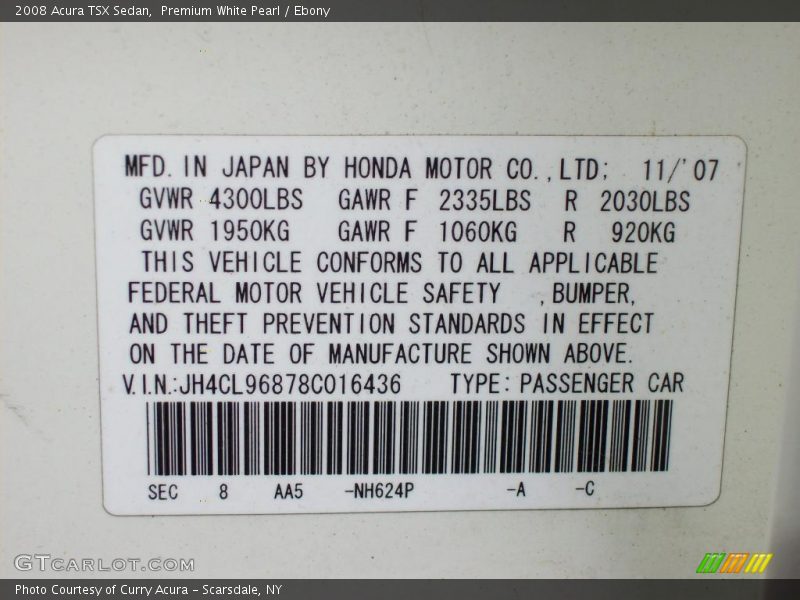 2008 Acura TSX Sedan,  Premium White Pearl / Ebony
MFD. IN JAPAN BY HONDA MOTOR CO.,LTD; 11/'07
GVWR 4300LBS GAWR F 2335LBS R 2030LBS
GVWR 1950KG GAWR F 1060KG R 920KG
THIS VEHICLE CONFORMS TO ALL APPLICABLE
FEDERAL MOTOR VEHICLE SAFETY ,BUMPER,
AND THEFT PREVENTION STANDARDS IN EFFECT
ON THE DATE OF MANUFACTURE SHOWN ABOVE.
V.I.N.:JH4CL96878C016436 TYPE: PASSENGER CAR
SEC 8 AA5 -NH624P -A -C
GTCARLOT.COM
Photo Courtesy of Curry Acura – Scarsdale, NY